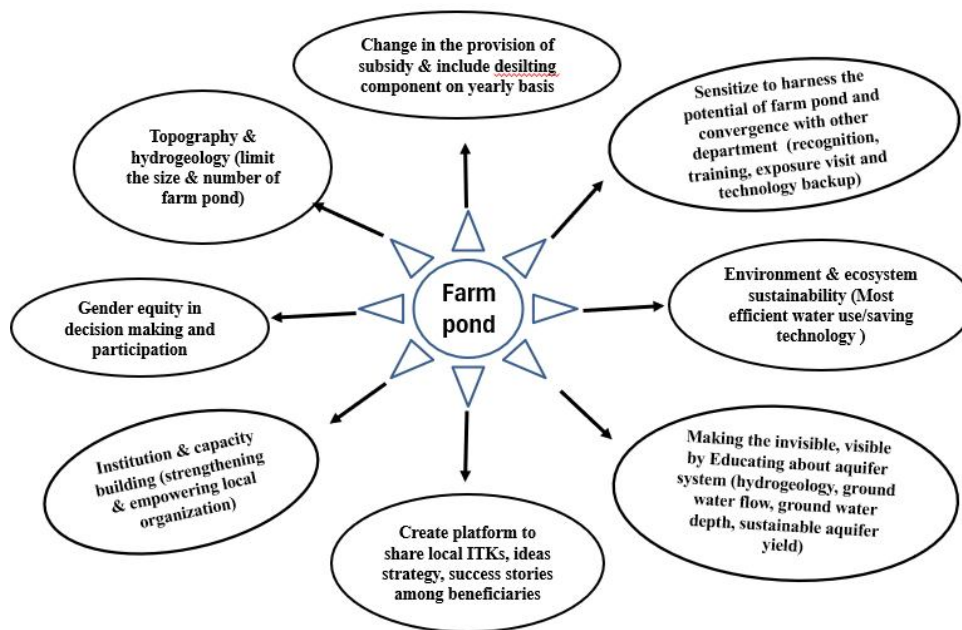 Change in the provision of
subsidy & include desilting
component on yearly basis
Sensitize to harness the
potential of farm pond and
convergence with other
department (recognition,
training, exposure visit and
technology backup)
Topography &
hydrogeology (limit
the size & number of
farm pond)
Farm
pond
Environment & ecosystem
sustainability (Most
efficient water use/saving
technology )
Gender equity in
decision making and
participation
Making the invisible, visible
by Educating about aquifer
system (hydrogeology, ground
water flow, ground water
depth, sustainable aquifer
yield)
Institution & capacity
building (strengthening
& empowering local
organization)
Create platform to
share local ITKs, ideas
strategy, success stories
among beneficiaries